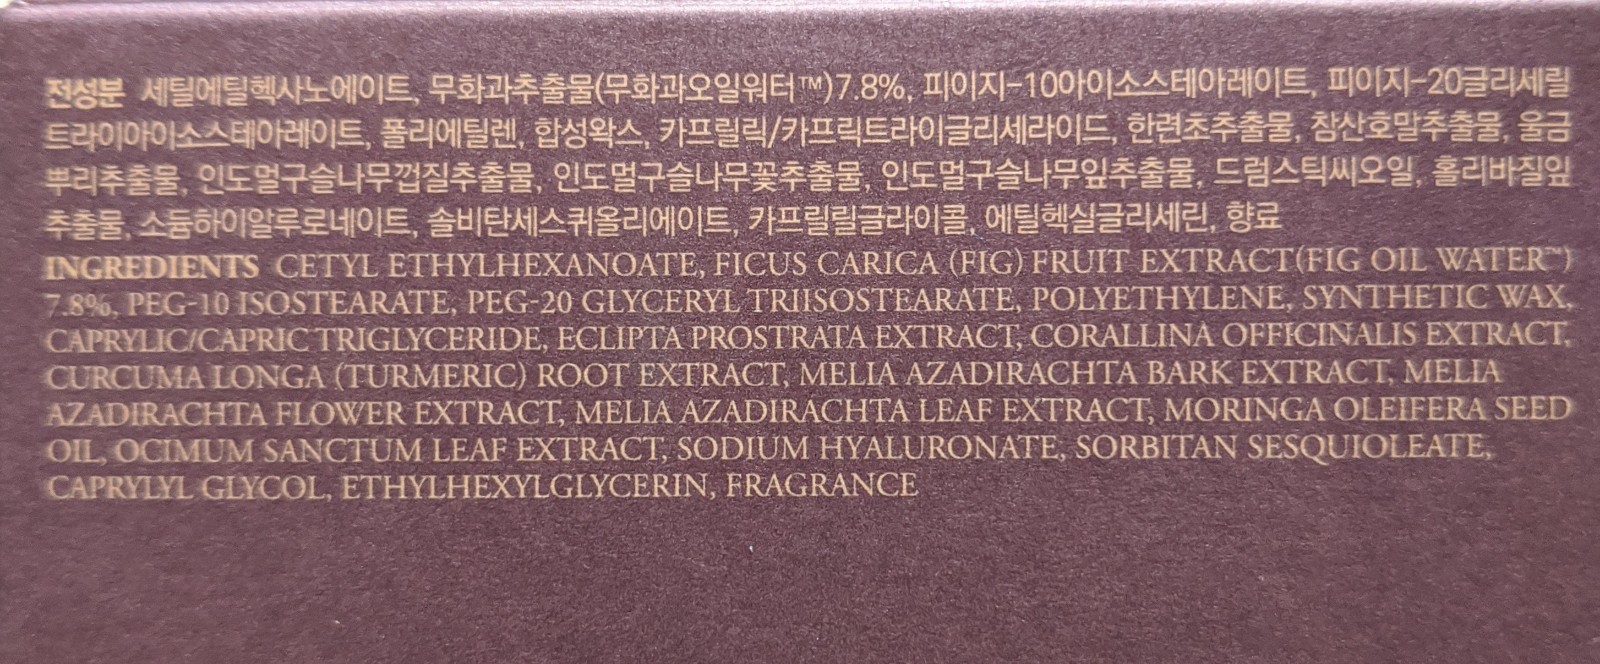 전성분 세틸에틸헥사노에이트, 무화과추출물(무화과오일워터™)7.8%, 피이지-10아이소스테아레이트, 피이지-20글리세릴
트라이아이소스테아레이트, 폴리에틸렌, 합성왁스, 카프릴릭/카프릭트라이글리세라이드, 한련초추출물, 참산호말추출물, 울금
뿌리추출물, 인도멀구슬나무껍질추출물, 인도멀구슬나무꽃추출물, 인도멀구슬나무잎추출물, 드럼스틱씨오일, 홀리바질잎
추출물, 소듐하이알루로네이트, 솔비탄세스퀴올리에이트, 카프릴릴글라이콜, 에틸헥실글리세린, 향료
INGREDIENTS CETYL ETHYLHEXANOATE, FICUS CARICA (FIG) FRUIT EXTRACT(FIG OIL WATER™)
7.8%, PEG-10 ISOSTEARATE, PEG-20 GLYCERYL TRIISOSTEARATE, POLYETHYLENE, SYNTHETIC WAX,
CAPRYLIC/CAPRIC TRIGLYCERIDE, ECLIPTA PROSTRATA EXTRACT, CORALLINA OFFICINALIS EXTRACT,
CURCUMA LONGA (TURMERIC) ROOT EXTRACT, MELIA AZADIRACHTA BARK EXTRACT, MELIA
AZADIRACHTA FLOWER EXTRACT, MELIA AZADIRACHTA LEAF EXTRACT, MORINGA OLEIFERA SEED
OIL, OCIMUM SANCTUM LEAF EXTRACT, SODIUM HYALURONATE, SORBITAN SESQUIOLEATE,
CAPRYLYL GLYCOL, ETHYLHEXYLGLYCERIN, FRAGRANCE